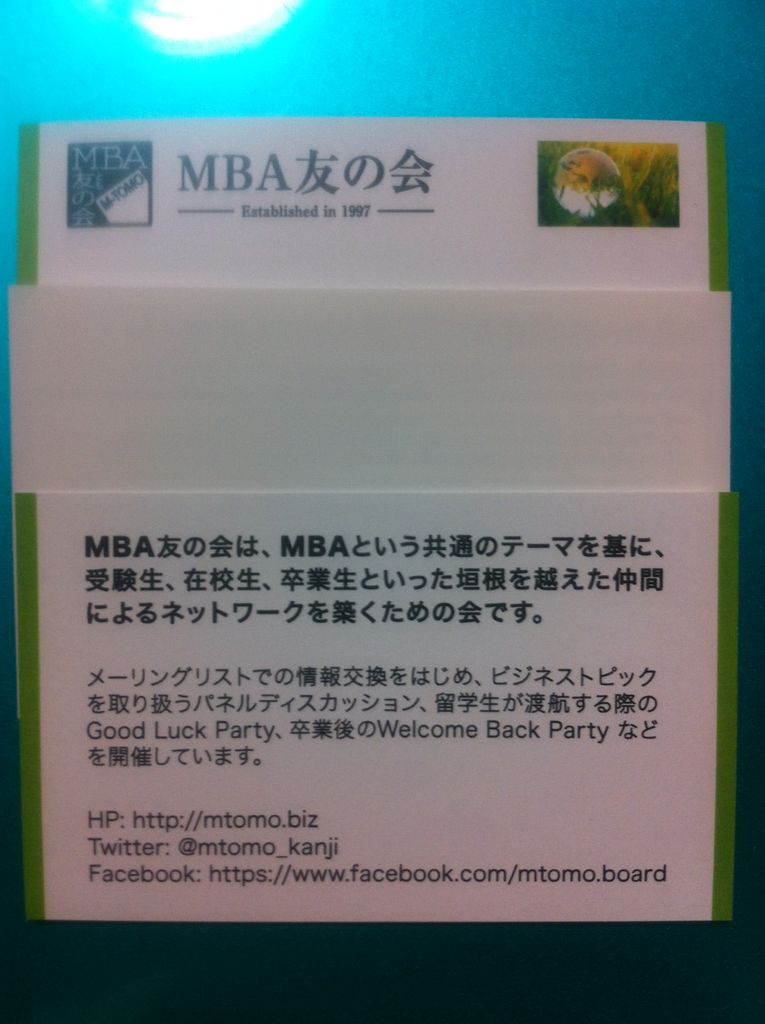 MBA
友の会
M-TOMO
MBA友の会
Established in 1997
MBA友の会は、MBAという共通のテーマを基に、
受験生、在校生、卒業生といった垣根を越えた仲間
によるネットワークを築くための会です。
メーリングリストでの情報交換をはじめ、ビジネストピック
を取り扱うパネルディスカッション、留学生が渡航する際の
Good Luck Party、卒業後のWelcome Back Party など
を開催しています。
HP: http://mtomo.biz
Twitter: @mtomo_kanji
Facebook: https://www.facebook.com/mtomo.board